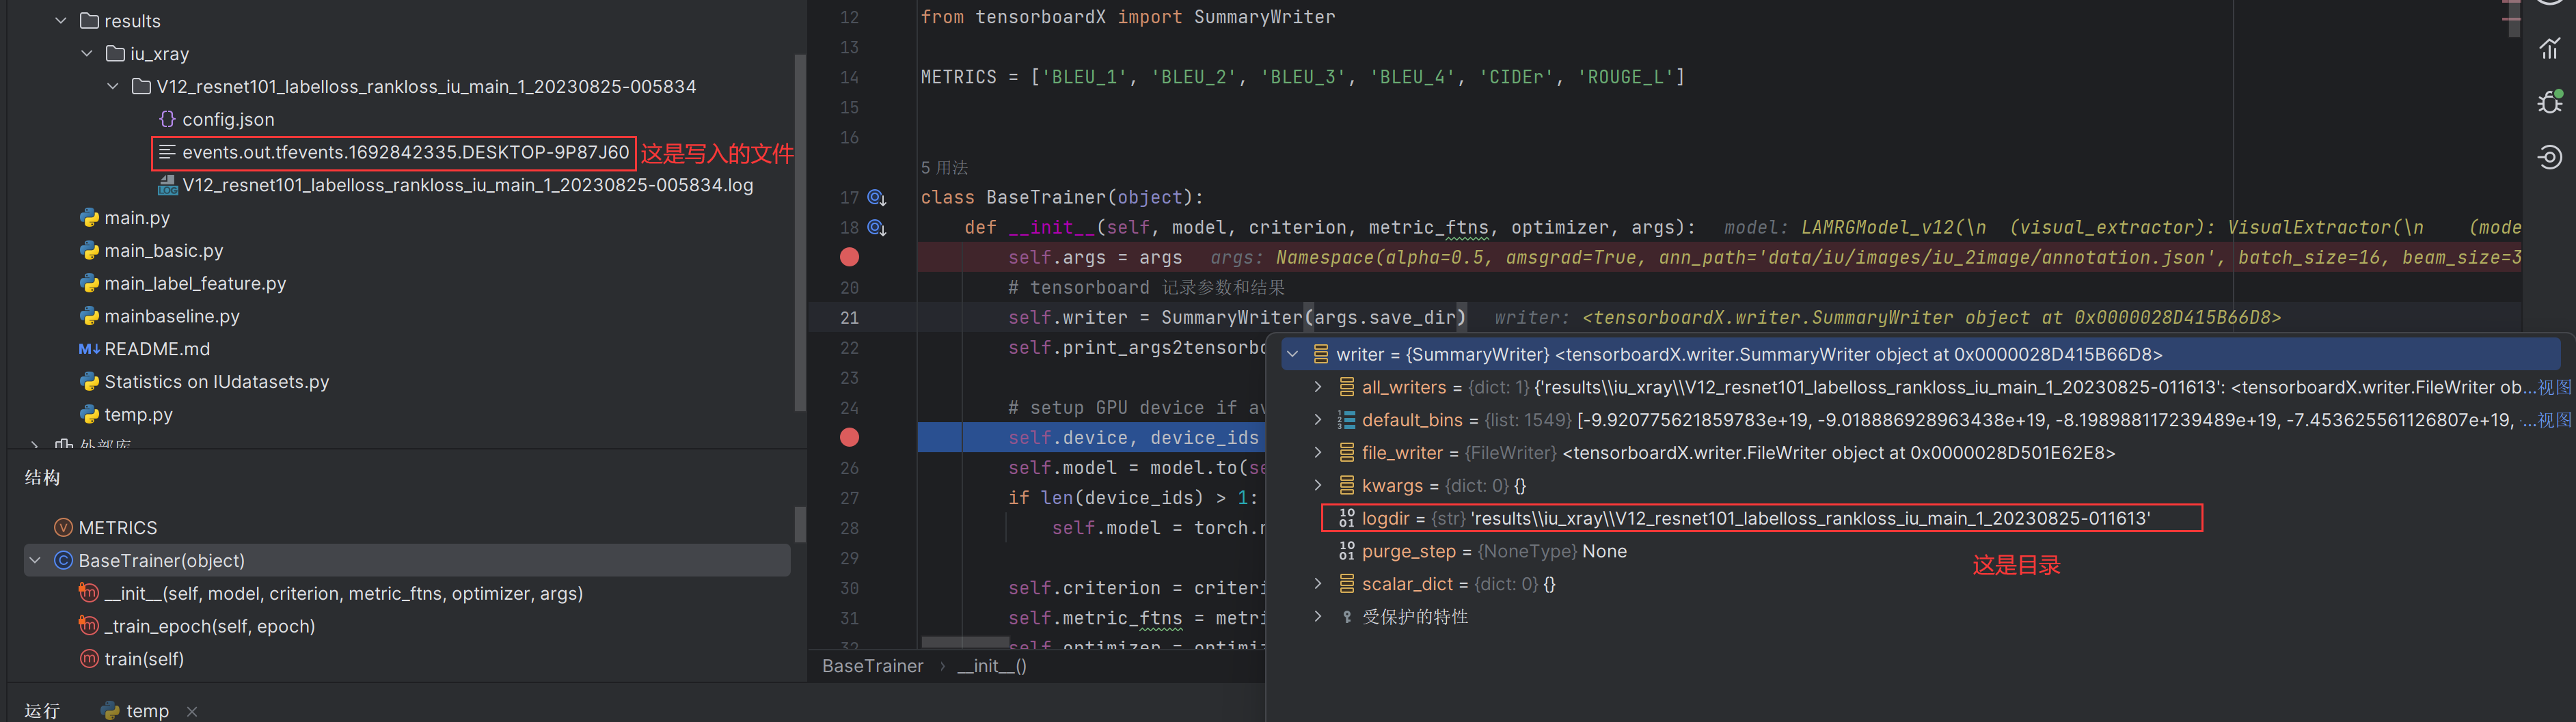 results
iu_xray
V12_resnet101_labelloss_rankloss_iu_main_1_20230825-005834
config.json
events.out.tfevents.1692842335.DESKTOP-9P87J60 这是写入的文件
V12_resnet101_labelloss_rankloss_iu_main_1_20230825-005834.log
main.py
main_basic.py
main_label_feature.py
mainbaseline.py
README.md
Statistics on IUdatasets.py
temp.py
外部库
结构
METRICS
BaseTrainer(object)
__init__(self, model, criterion, metric_ftns, optimizer, args)
_train_epoch(self, epoch)
train(self)
运行 temp
12 from tensorboardX import SummaryWriter
13
14 METRICS = ['BLEU_1', 'BLEU_2', 'BLEU_3', 'BLEU_4', 'CIDEr', 'ROUGE_L']
15
16
5 用法
17 class BaseTrainer(object):
18 def __init__(self, model, criterion, metric_ftns, optimizer, args): model: LAMRGModel_v12(\n (visual_extractor): VisualExtractor(\n (mode
self.args = args args: Namespace(alpha=0.5, amsgrad=True, ann_path='data/iu/images/iu_2image/annotation.json', batch_size=16, beam_size=3
20 # tensorboard 记录参数和结果
21 self.writer = SummaryWriter(args.save_dir) writer: <tensorboardX.writer.SummaryWriter object at 0x0000028D415B66D8>
22 self.print_args2tensorbo
23
24 # setup GPU device if av
self.device, device_ids
26 self.model = model.to(se
27 if len(device_ids) > 1:
28 self.model = torch.n
29
30 self.criterion = criteri
31 self.metric_ftns = metri
32 self.optimizer = optimiz
writer = {SummaryWriter} <tensorboardX.writer.SummaryWriter object at 0x0000028D415B66D8>
all_writers = {dict: 1} {'results\\iu_xray\\V12_resnet101_labelloss_rankloss_iu_main_1_20230825-011613': <tensorboardX.writer.FileWriter ob...视图
default_bins = {list: 1549} [-9.920775621859783e+19, -9.018886928963438e+19, -8.198988117239489e+19, -7.453625561126807e+19, -...视图
file_writer = {FileWriter} <tensorboardX.writer.FileWriter object at 0x0000028D501E62E8>
kwargs = {dict: 0} {}
logdir = {str} 'results\\iu_xray\\V12_resnet101_labelloss_rankloss_iu_main_1_20230825-011613'
purge_step = {NoneType} None
这是目录
scalar_dict = {dict: 0} {}
受保护的特性
BaseTrainer › __init__()